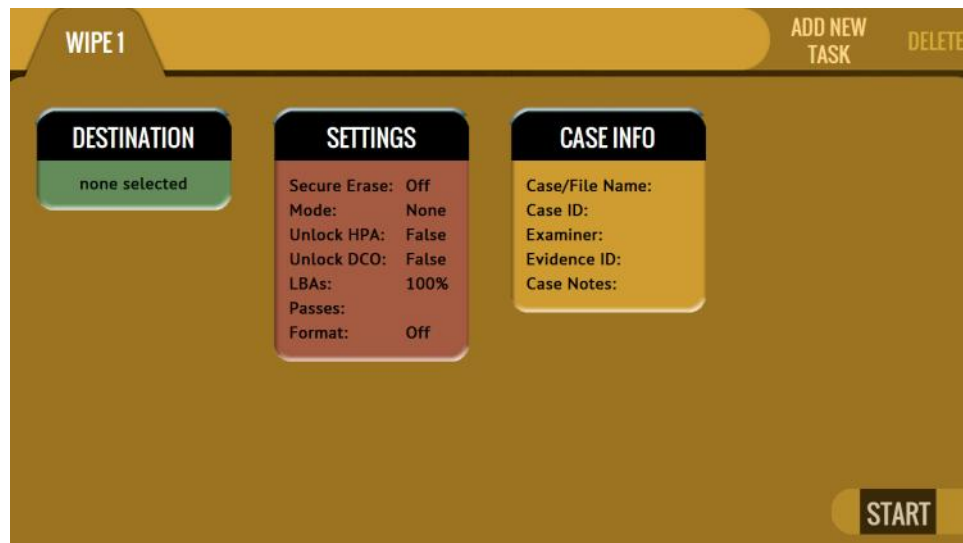 WIPE 1
ADD NEW
TASK
DELETE
DESTINATION
none selected
SETTINGS
Secure Erase: Off
Mode: None
Unlock HPA: False
Unlock DCO: False
LBAs: 100%
Passes:
Format: Off
CASE INFO
Case/File Name:
Case ID:
Examiner:
Evidence ID:
Case Notes:
START